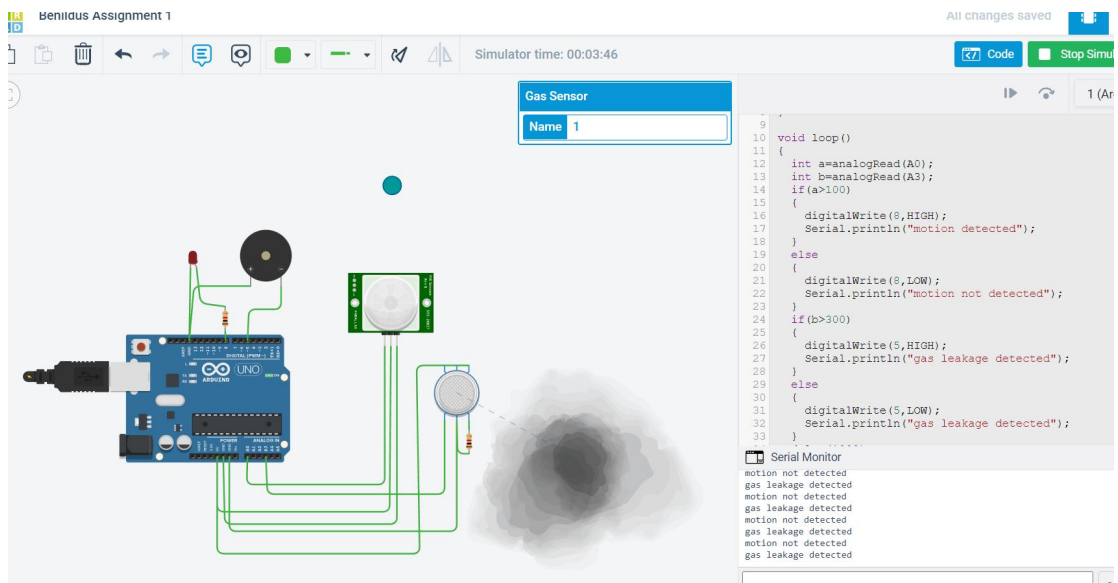 Benildus Assignment 1
All changes saved
Simulator time: 00:03:46
Code
Stop Simul
1 (Ar
Gas Sensor
Name 1
DIGITAL (PWM~)
UNO
ARDUINO
POWER
ANALOG IN
9
10 void loop()
11 {
12 int a=analogRead(A0);
13 int b=analogRead(A3);
14 if(a>100)
15 {
16 digitalWrite(8,HIGH);
17 Serial.println("motion detected");
18 }
19 else
20 {
21 digitalWrite(8,LOW);
22 Serial.println("motion not detected");
23 }
24 if(b>300)
25 {
26 digitalWrite(5,HIGH);
27 Serial.println("gas leakage detected");
28 }
29 else
30 {
31 digitalWrite(5,LOW);
32 Serial.println("gas leakage detected");
33 }
Serial Monitor
motion not detected
gas leakage detected
motion not detected
gas leakage detected
motion not detected
gas leakage detected
motion not detected
gas leakage detected